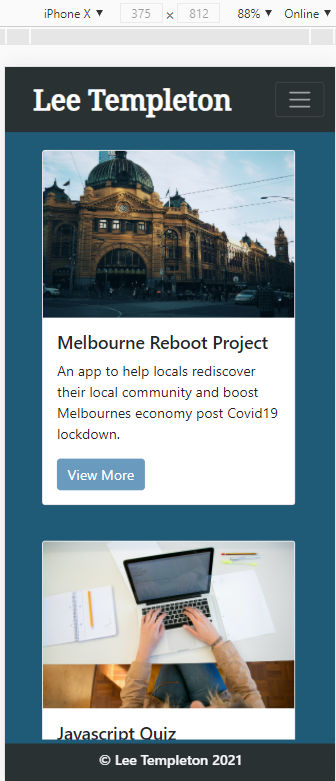 iPhone X ▼ 375 × 812 88% ▼ Online ▼
Lee Templeton
Melbourne Reboot Project
An app to help locals rediscover
their local community and boost
Melbournes economy post Covid19
lockdown.
View More
Javascript Quiz
© Lee Templeton 2021